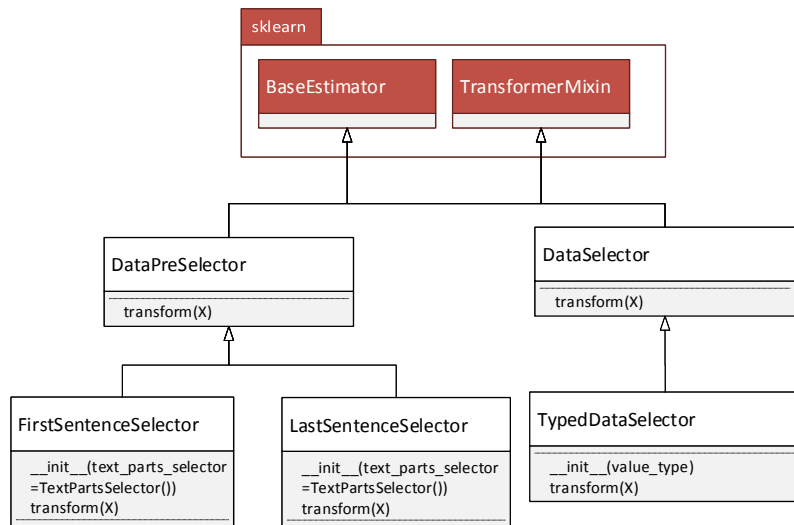 sklearn
BaseEstimator
TransformerMixin
DataPreSelector
transform(X)
DataSelector
transform(X)
FirstSentenceSelector
__init__(text_parts_selector
=TextPartsSelector())
transform(X)
LastSentenceSelector
__init__(text_parts_selector
=TextPartsSelector())
transform(X)
TypedDataSelector
__init__(value_type)
transform(X)